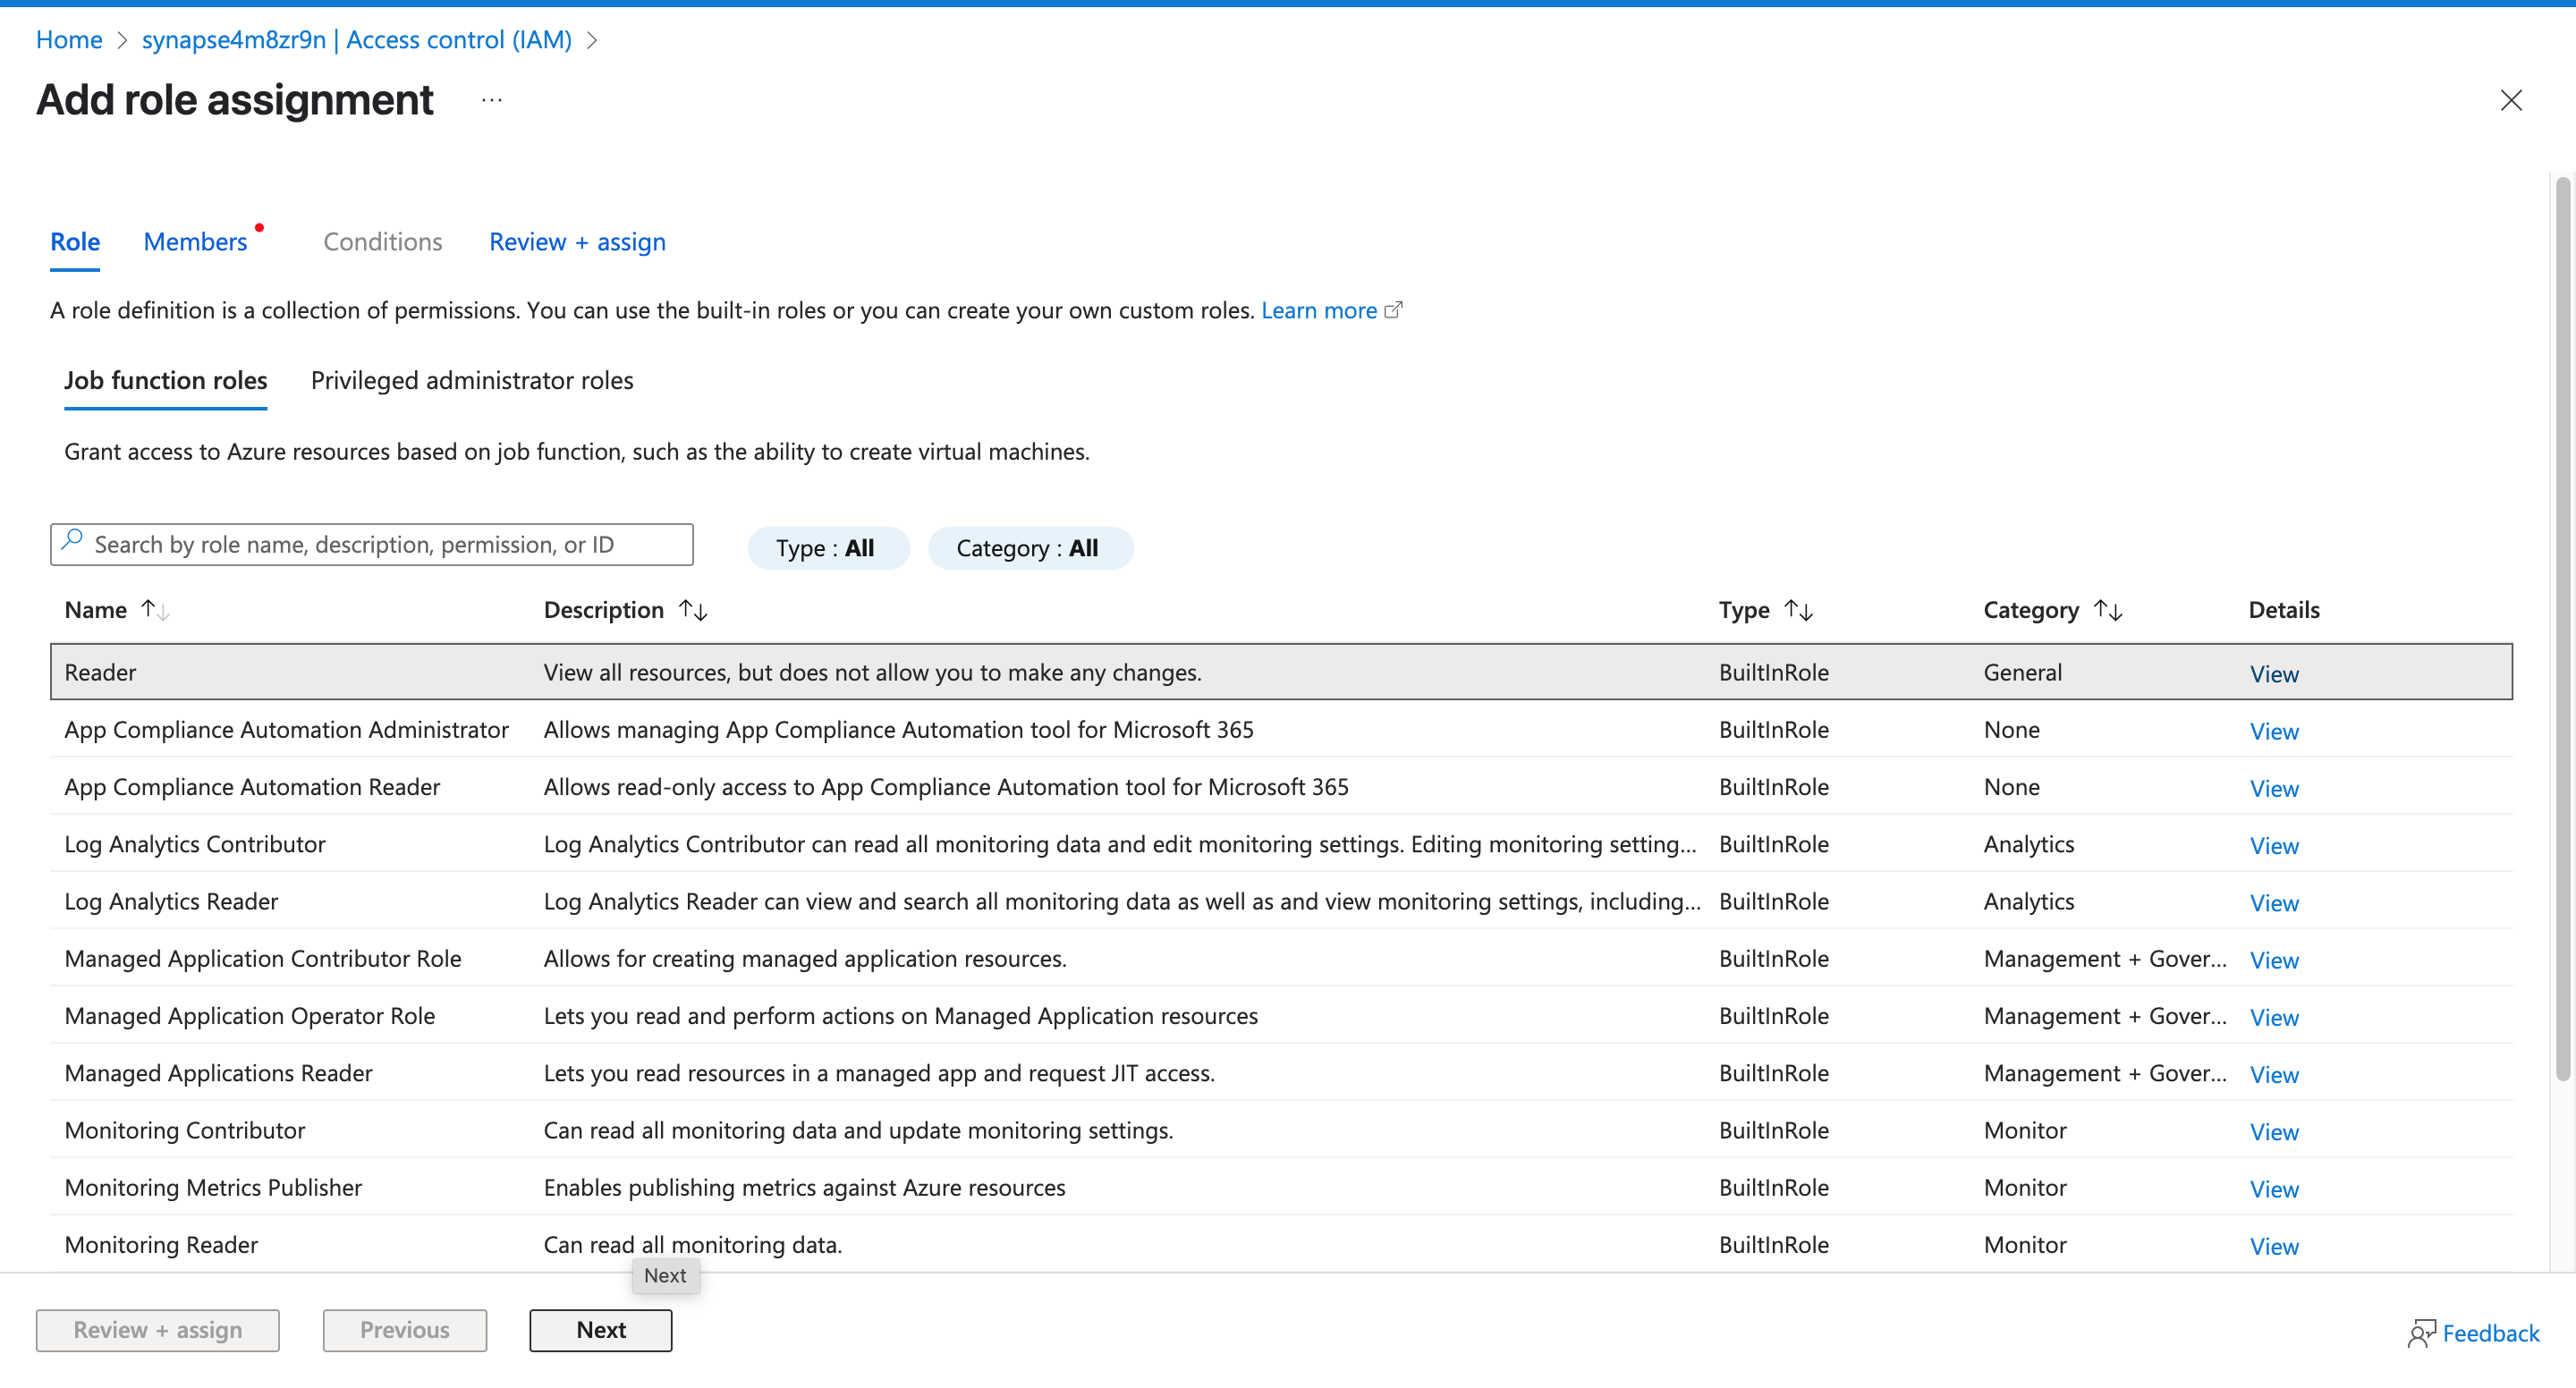 Home > synapse4m8zr9n | Access control (IAM) >
Add role assignment ...
Role Members Conditions Review + assign
A role definition is a collection of permissions. You can use the built-in roles or you can create your own custom roles. Learn more
Job function roles Privileged administrator roles
Grant access to Azure resources based on job function, such as the ability to create virtual machines.
Search by role name, description, permission, or ID Type : All Category : All
Name ↑↓ Description ↑↓ Type ↑↓ Category ↑↓ Details
Reader View all resources, but does not allow you to make any changes. BuiltInRole General View
App Compliance Automation Administrator Allows managing App Compliance Automation tool for Microsoft 365 BuiltInRole None View
App Compliance Automation Reader Allows read-only access to App Compliance Automation tool for Microsoft 365 BuiltInRole None View
Log Analytics Contributor Log Analytics Contributor can read all monitoring data and edit monitoring settings. Editing monitoring setting... BuiltInRole Analytics View
Log Analytics Reader Log Analytics Reader can view and search all monitoring data as well as and view monitoring settings, including... BuiltInRole Analytics View
Managed Application Contributor Role Allows for creating managed application resources. BuiltInRole Management + Gover... View
Managed Application Operator Role Lets you read and perform actions on Managed Application resources BuiltInRole Management + Gover... View
Managed Applications Reader Lets you read resources in a managed app and request JIT access. BuiltInRole Management + Gover... View
Monitoring Contributor Can read all monitoring data and update monitoring settings. BuiltInRole Monitor View
Monitoring Metrics Publisher Enables publishing metrics against Azure resources BuiltInRole Monitor View
Monitoring Reader Can read all monitoring data. BuiltInRole Monitor View
Next
Review + assign Previous Next Feedback